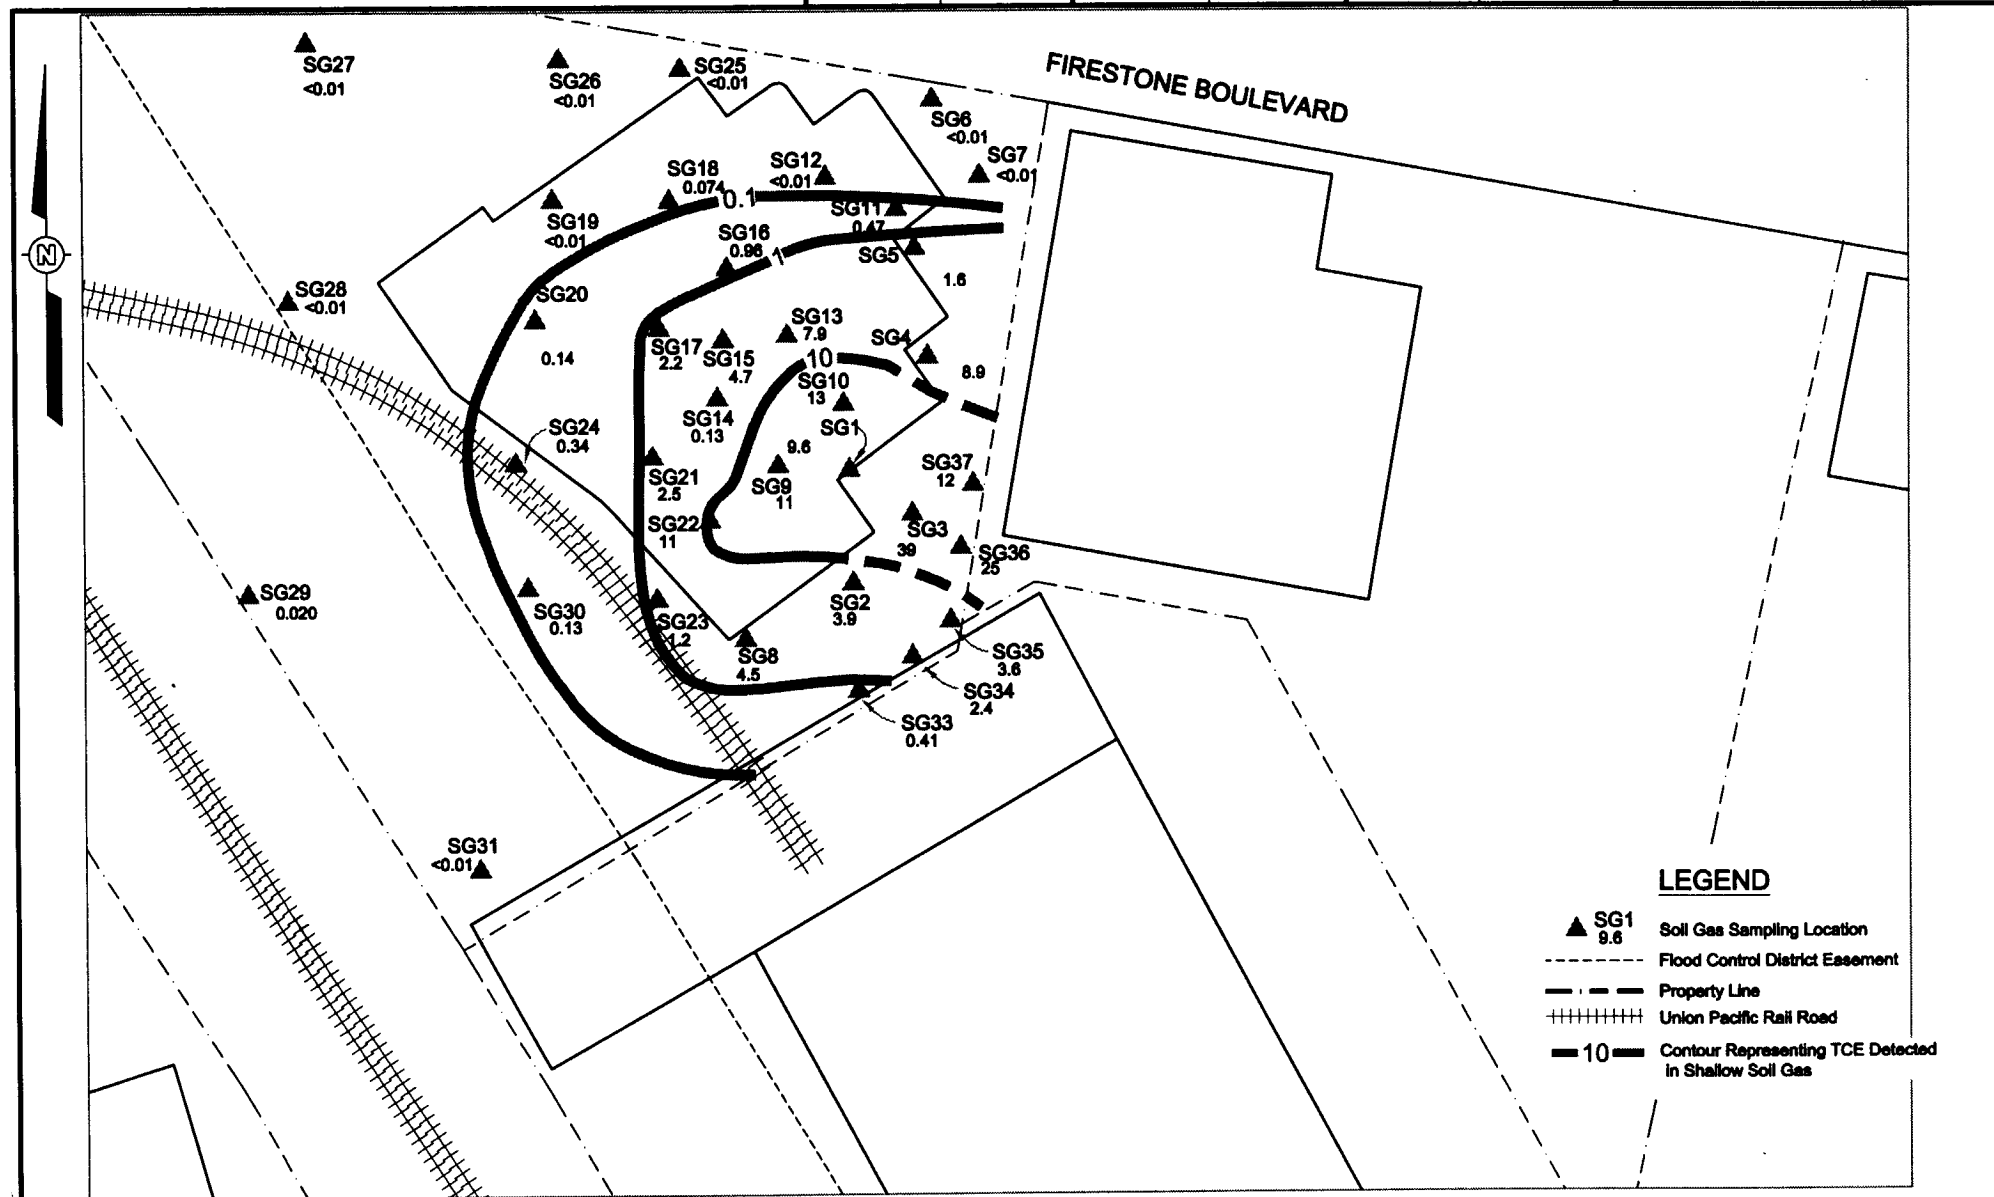 FIRESTONE BOULEVARD
SG27
<0.01
SG26
<0.01
SG25
<0.01
SG6
<0.01
SG7
<0.01
SG12
<0.01
SG18
0.074
0.1
SG19
<0.01
SG11
0.47
SG16
0.96
1
SG5
1.6
N
SG28
<0.01
SG20
0.14
SG17
2.2
SG15
4.7
SG13
7.9
SG4
8.9
10
SG10
13
SG14
0.13
SG24
0.34
SG1
9.6
SG21
2.5
SG9
11
SG37
12
SG22
11
SG3
39
SG36
25
SG29
0.020
SG30
0.13
SG23
1.2
SG2
3.9
SG8
4.5
SG35
3.6
SG34
2.4
SG33
0.41
SG31
<0.01
LEGEND
SG1
9.6
Soil Gas Sampling Location
Flood Control District Easement
Property Line
Union Pacific Rail Road
10
Contour Representing TCE Detected
in Shallow Soil Gas